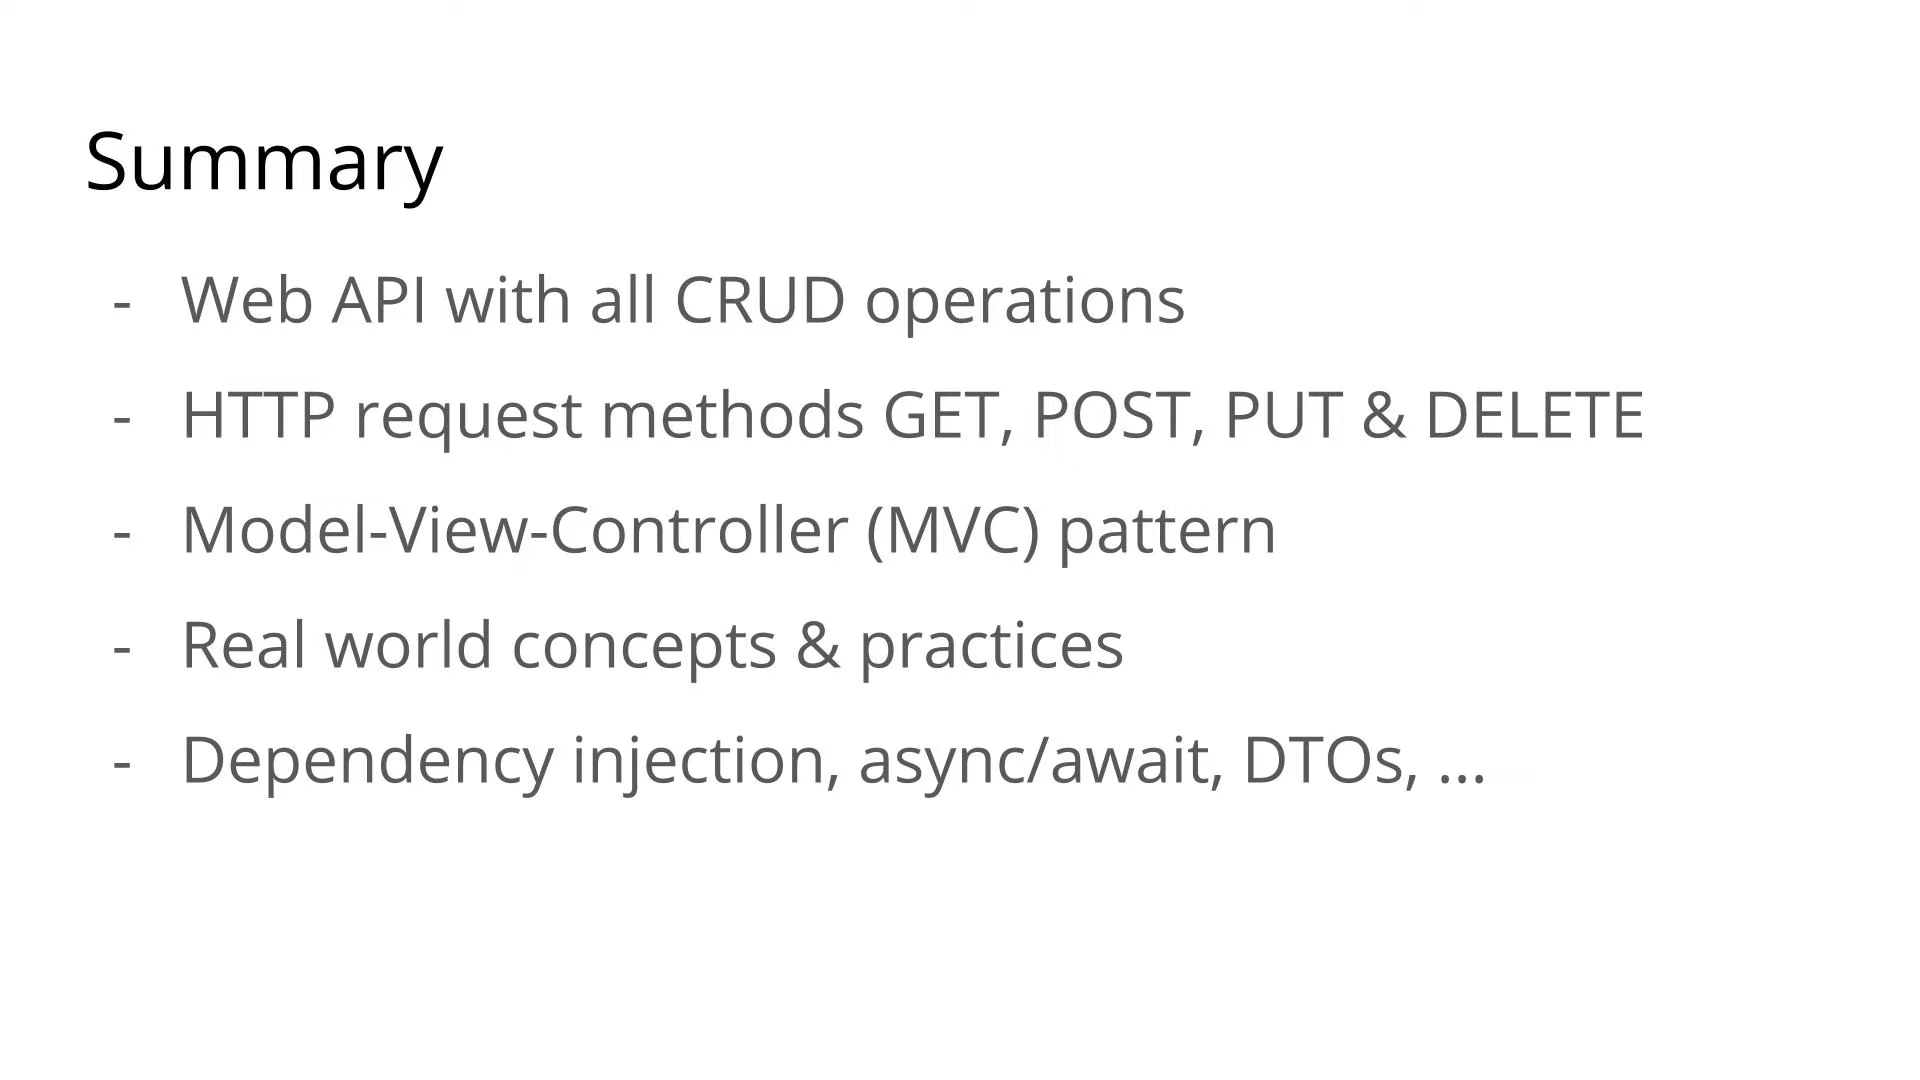 Summary
- Web API with all CRUD operations
- HTTP request methods GET, POST, PUT & DELETE
- Model-View-Controller (MVC) pattern
- Real world concepts & practices
- Dependency injection, async/await, DTOs, ...